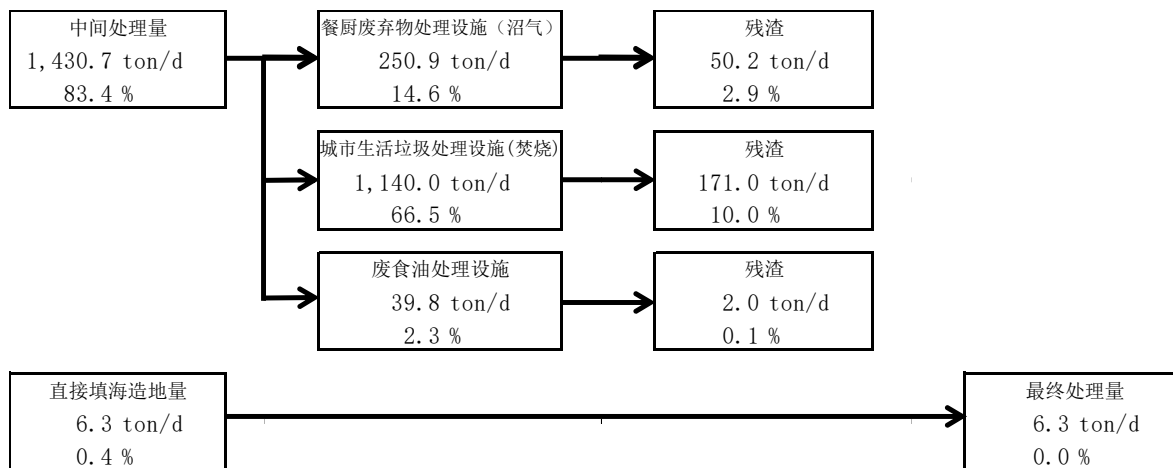 中间处理量
1,430.7 ton/d
83.4 %
餐厨废弃物处理设施（沼气）
250.9 ton/d
14.6 %
残渣
50.2 ton/d
2.9 %
城市生活垃圾处理设施(焚烧)
1,140.0 ton/d
66.5 %
残渣
171.0 ton/d
10.0 %
废食油处理设施
39.8 ton/d
2.3 %
残渣
2.0 ton/d
0.1 %
直接填海造地量
6.3 ton/d
0.4 %
最终处理量
6.3 ton/d
0.0 %